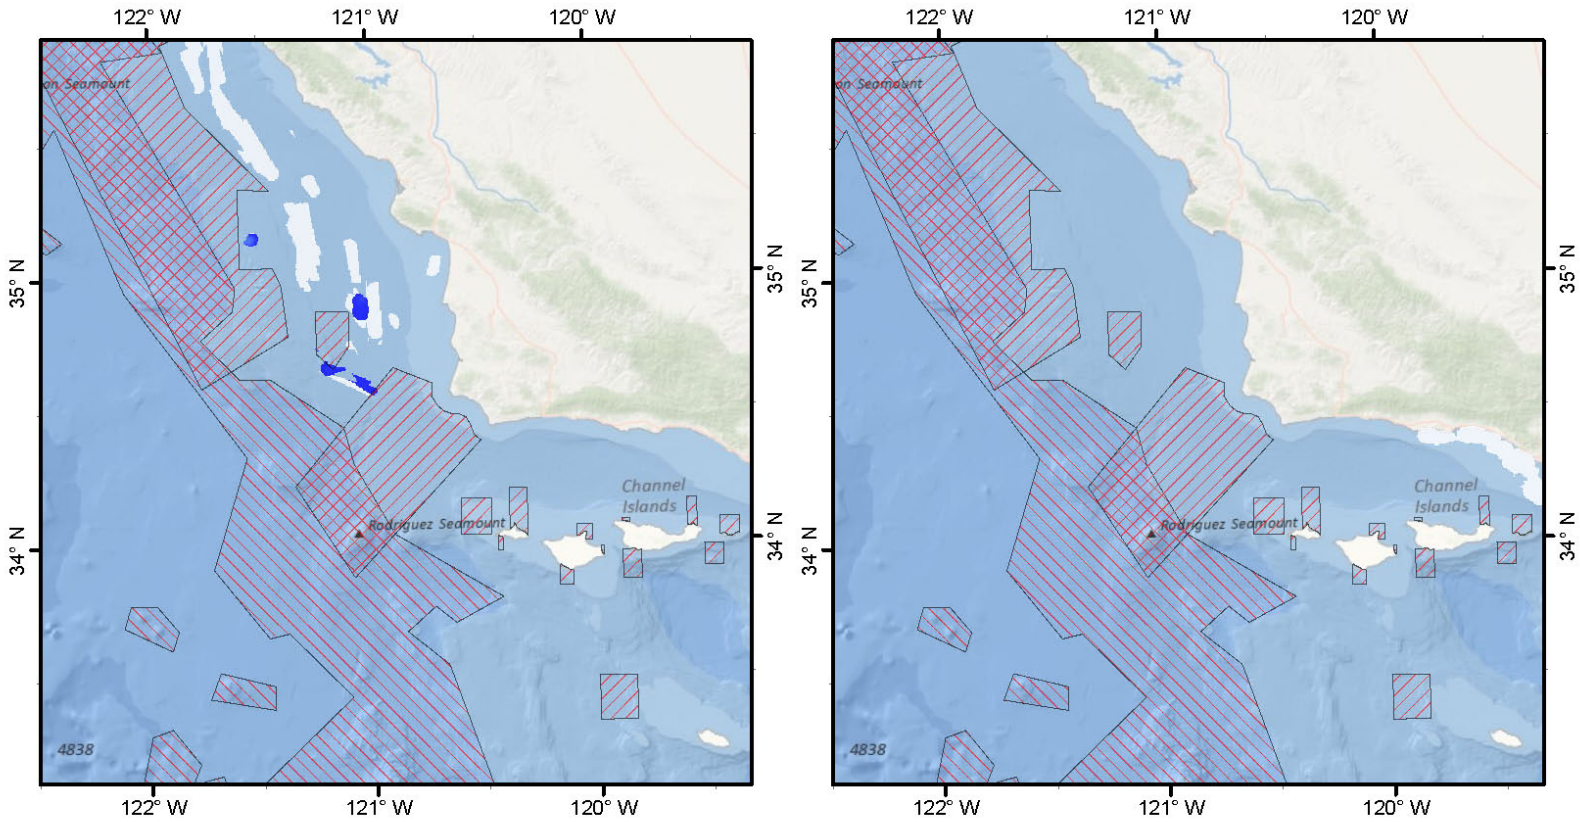 122° W 121° W 120° W 122° W 121° W 120° W
on Seamount on Seamount
35° N 35° N 35° N 35° N
Channel Channel
Islands Islands
Rodriguez Seamount Rodriguez Seamount
34° N 34° N 34° N 34° N
4838 4838
122° W 121° W 120° W 122° W 121° W 120° W